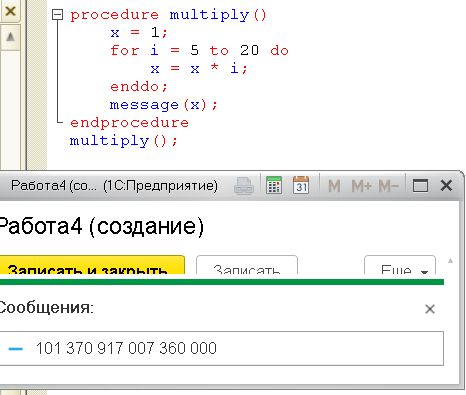 procedure multiply()
x = 1;
for i = 5 to 20 do
x = x * i;
enddo;
message(x);
endprocedure
multiply();
Работа4 (со... (1С:Предприятие)
31
M M+ M−
Работа4 (создание)
Записать и закрыть
Записать
Еще
Сообщения:
101 370 917 007 360 000